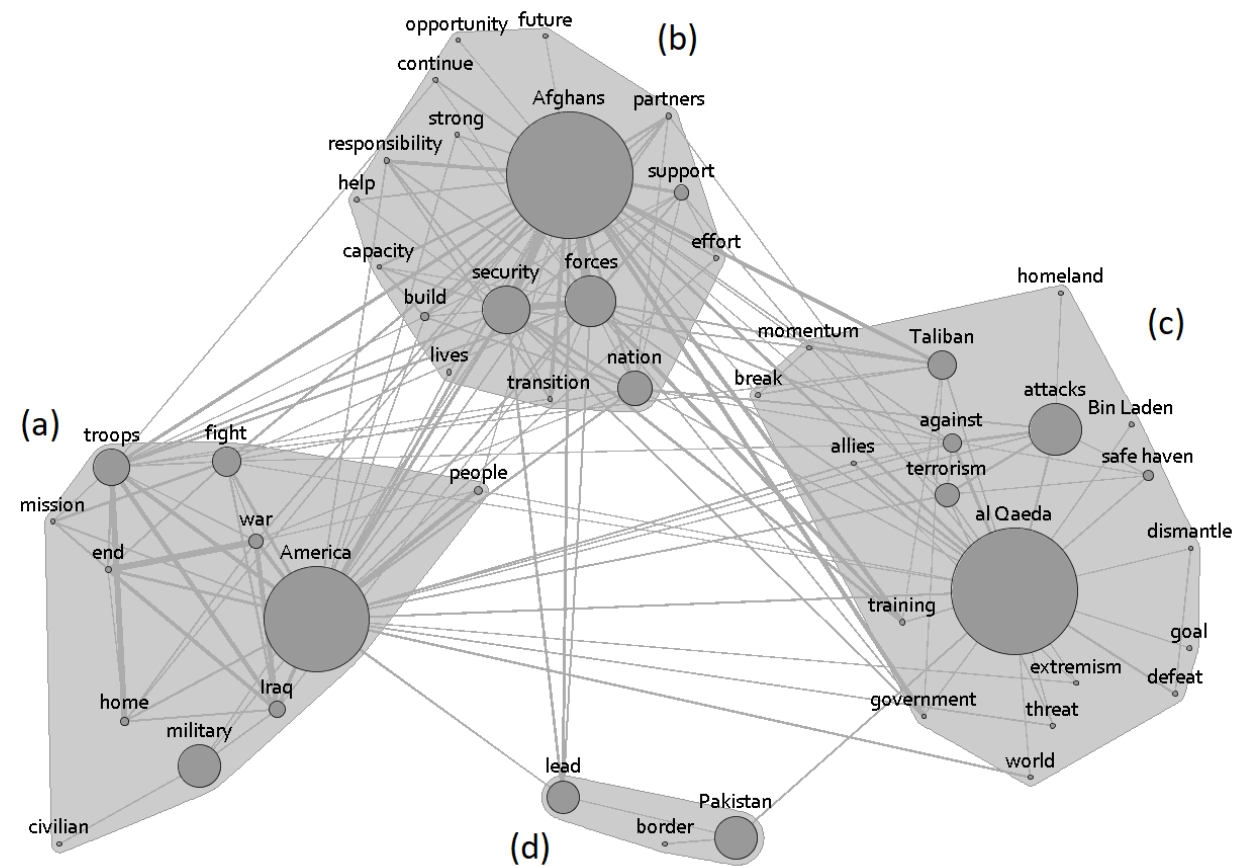 opportunity
future
(b)
continue
Afghans
partners
strong
responsibility
support
help
effort
capacity
security
forces
build
nation
lives
transition
homeland
(c)
momentum
Taliban
break
attacks
Bin Laden
against
allies
safe haven
terrorism
al Qaeda
dismantle
training
goal
extremism
defeat
government
threat
world
(a)
troops
fight
people
mission
war
end
America
Iraq
home
military
civilian
lead
Pakistan
border
(d)